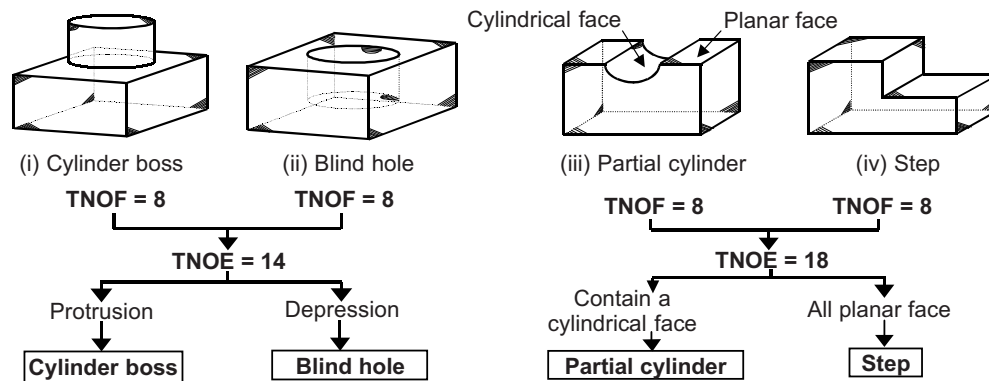 Cylindrical face Planar face
(i) Cylinder boss (ii) Blind hole (iii) Partial cylinder (iv) Step
TNOF = 8 TNOF = 8 TNOF = 8 TNOF = 8
TNOE = 14 TNOE = 18
Protrusion Depression Contain a cylindrical face All planar face
Cylinder boss Blind hole Partial cylinder Step